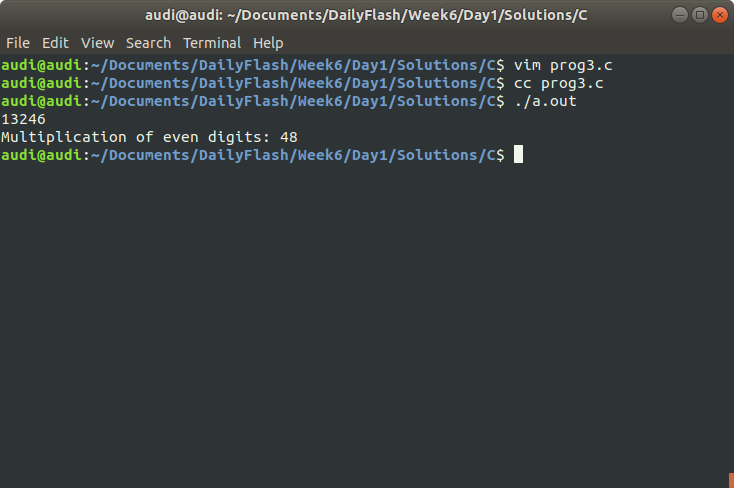 audi@audi: ~/Documents/DailyFlash/Week6/Day1/Solutions/C
File Edit View Search Terminal Help
audi@audi:~/Documents/DailyFlash/Week6/Day1/Solutions/C$ vim prog3.c
audi@audi:~/Documents/DailyFlash/Week6/Day1/Solutions/C$ cc prog3.c
audi@audi:~/Documents/DailyFlash/Week6/Day1/Solutions/C$ ./a.out
13246
Multiplication of even digits: 48
audi@audi:~/Documents/DailyFlash/Week6/Day1/Solutions/C$